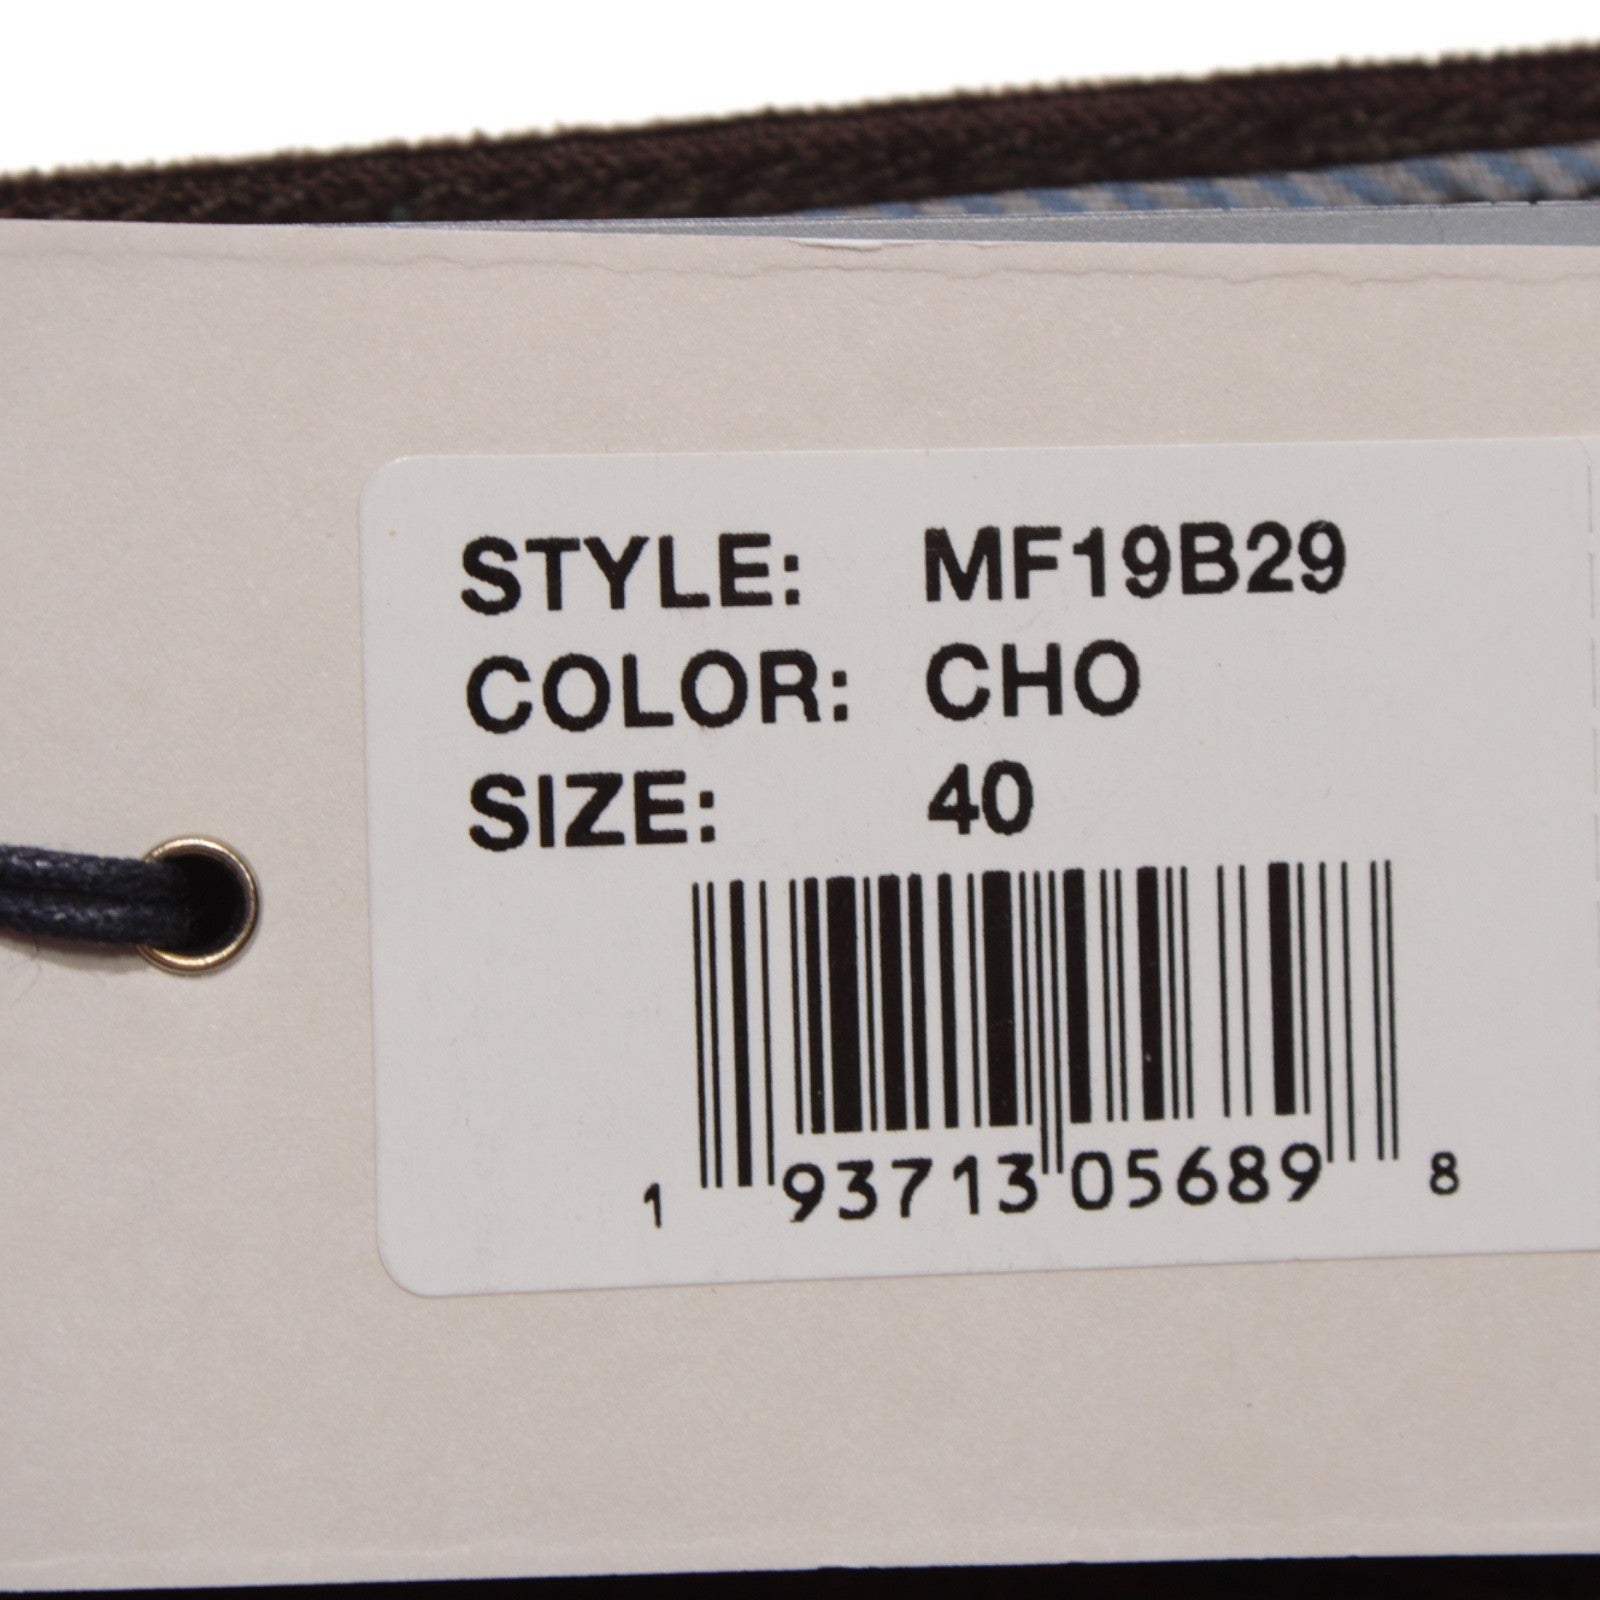 STYLE: MF19B29
COLOR: CHO
SIZE: 40
1 93713 05689 8